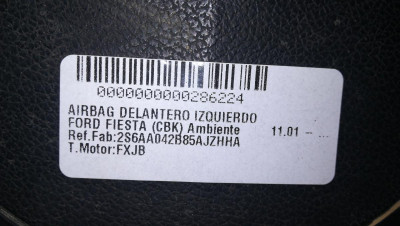 0000000000286224
AIRBAG DELANTERO IZQUIERDO
FORD FIESTA (CBK) Ambiente 11.01 - ...
Ref.Fab:2S6AA042B85AJZHHA
T.Motor:FXJB